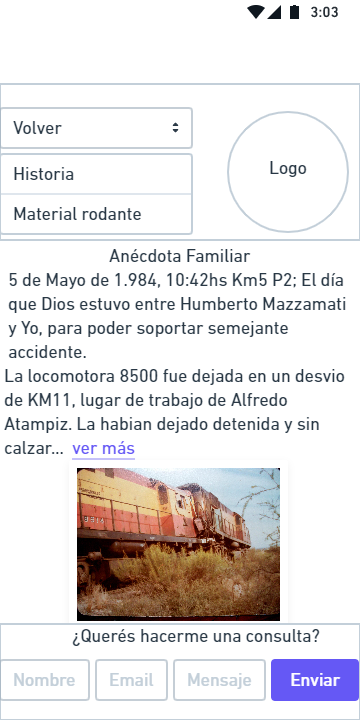 3:03
Volver
Historia
Material rodante
Logo
Anécdota Familiar
5 de Mayo de 1.984, 10:42hs Km5 P2; El día
que Dios estuvo entre Humberto Mazzamati
y Yo, para poder soportar semejante
accidente.
La locomotora 8500 fue dejada en un desvio
de KM11, lugar de trabajo de Alfredo
Atampiz. La habian dejado detenida y sin
calzar... ver más
¿Querés hacerme una consulta?
Nombre
Email
Mensaje
Enviar